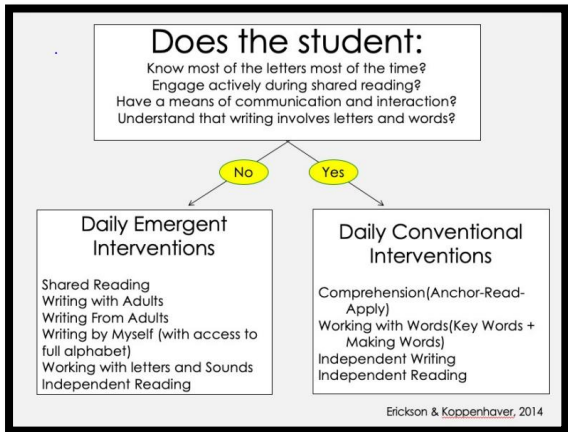 Does the student:
Know most of the letters most of the time?
Engage actively during shared reading?
Have a means of communication and interaction?
Understand that writing involves letters and words?
No
Yes
Daily Emergent
Interventions
Shared Reading
Writing with Adults
Writing From Adults
Writing by Myself (with access to
full alphabet)
Working with letters and Sounds
Independent Reading
Daily Conventional
Interventions
Comprehension(Anchor-Read-
Apply)
Working with Words(Key Words +
Making Words)
Independent Writing
Independent Reading
Erickson & Koppenhaver, 2014